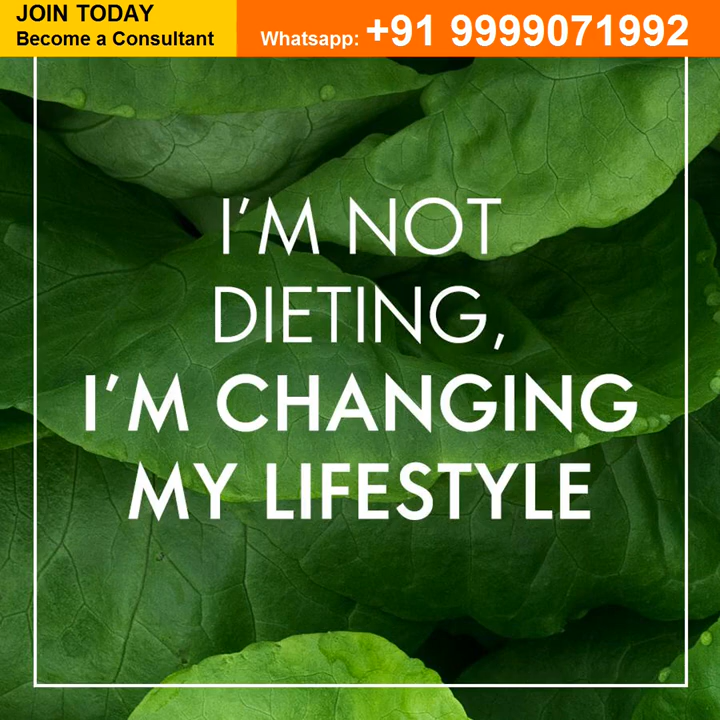 JOIN TODAY
Become a Consultant
Whatsapp: +91 9999071992
I’M NOT
DIETING,
I’M CHANGING
MY LIFESTYLE